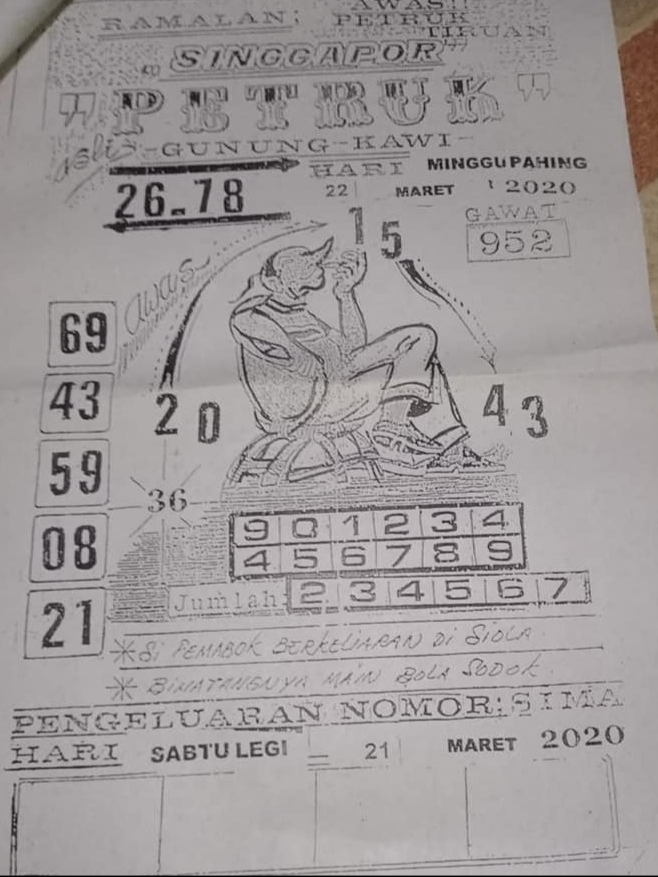 AWAS!!
RAMALAN; PETRUK
TIRUAN
"SINGGAPOR"
"PETRUK"
Asli -GUNUNG-KAWI-
HARI MINGGU PAHING
22 MARET 2020
26-78
GAWAT
952
15
awas
69
43
20
43
59
36
08
9 0 1 2 3 4
4 5 6 7 8 9
21
Jumlah: 2 3 4 5 6 7
* Si PEMABOK BERKELIARAN Di SiOLA
* BINATANGNYA MAIN BOLA SODOK
PENGELUARAN NOMOR; SIMA
HARI SABTU LEGI = 21 MARET 2020